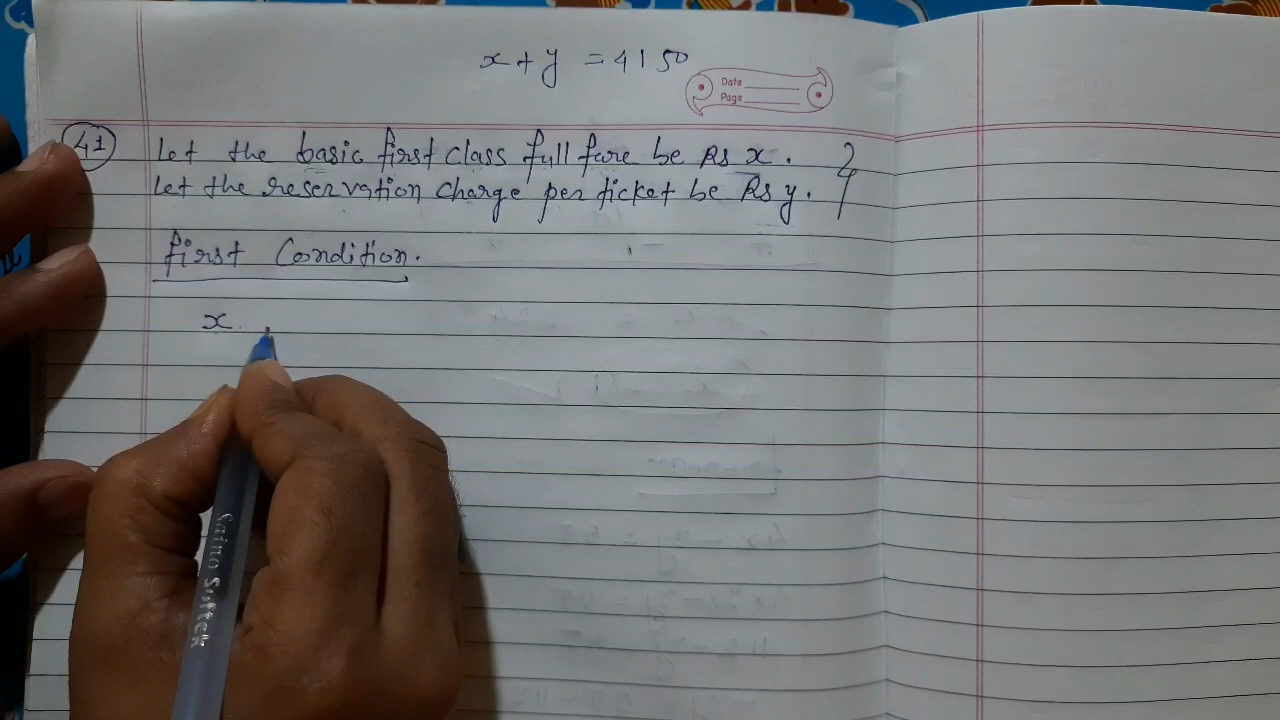 x + y = 4150
Date
Page
41 Let the basic first class full fare be Rs x.
Let the reservation charge per ticket be Rs y.
first Condition.
x
Saino Softek